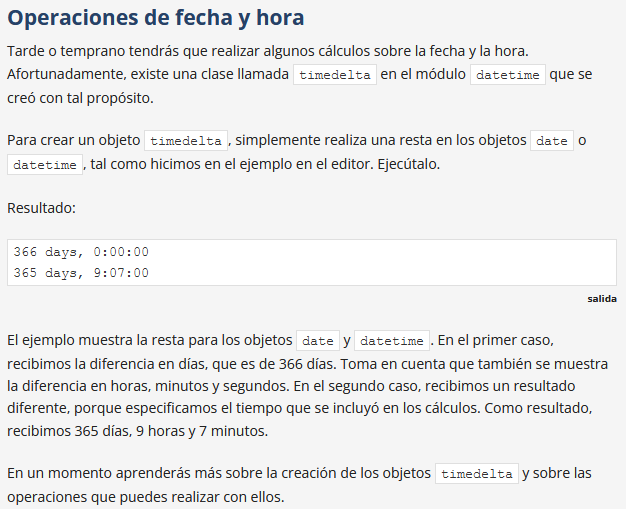 Operaciones de fecha y hora
Tarde o temprano tendrás que realizar algunos cálculos sobre la fecha y la hora.
Afortunadamente, existe una clase llamada timedelta en el módulo datetime que se
creó con tal propósito.
Para crear un objeto timedelta, simplemente realiza una resta en los objetos date o
datetime, tal como hicimos en el ejemplo en el editor. Ejecútalo.
Resultado:
366 days, 0:00:00
365 days, 9:07:00
salida
El ejemplo muestra la resta para los objetos date y datetime. En el primer caso,
recibimos la diferencia en días, que es de 366 días. Toma en cuenta que también se muestra
la diferencia en horas, minutos y segundos. En el segundo caso, recibimos un resultado
diferente, porque especificamos el tiempo que se incluyó en los cálculos. Como resultado,
recibimos 365 días, 9 horas y 7 minutos.
En un momento aprenderás más sobre la creación de los objetos timedelta y sobre las
operaciones que puedes realizar con ellos.